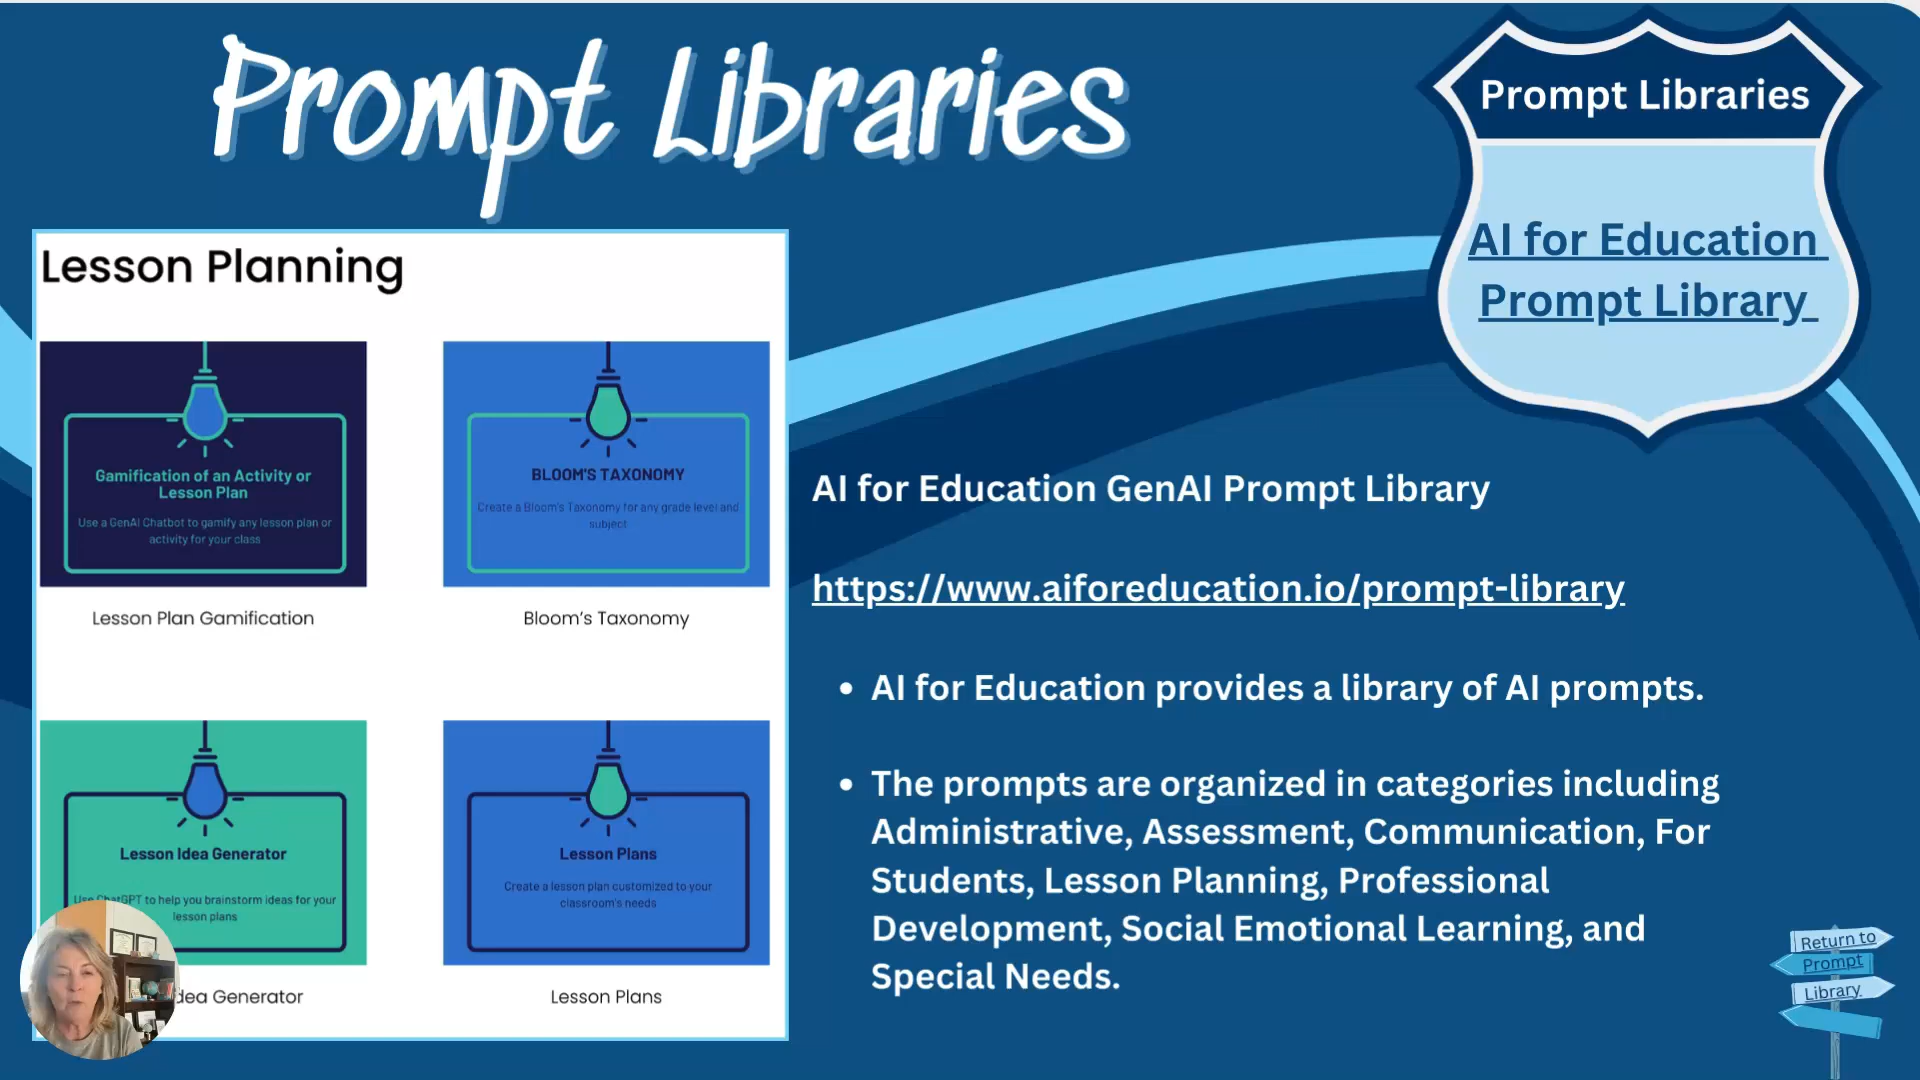 Prompt Libraries
Prompt Libraries
AI for Education
Prompt Library
Lesson Planning
Gamification of an Activity or
Lesson Plan
Use a GenAI Chatbot to gamify any lesson plan or
activity for your class
Lesson Plan Gamification
BLOOM'S TAXONOMY
Create a Bloom's Taxonomy for any grade level and
subject
Bloom's Taxonomy
Lesson Idea Generator
Use ChatGPT to help you brainstorm ideas for your
lesson plans
dea Generator
Lesson Plans
Create a lesson plan customized to your
classroom's needs
Lesson Plans
AI for Education GenAI Prompt Library
https://www.aiforeducation.io/prompt-library
• AI for Education provides a library of AI prompts.
• The prompts are organized in categories including
Administrative, Assessment, Communication, For
Students, Lesson Planning, Professional
Development, Social Emotional Learning, and
Special Needs.
Return to
Prompt
Library